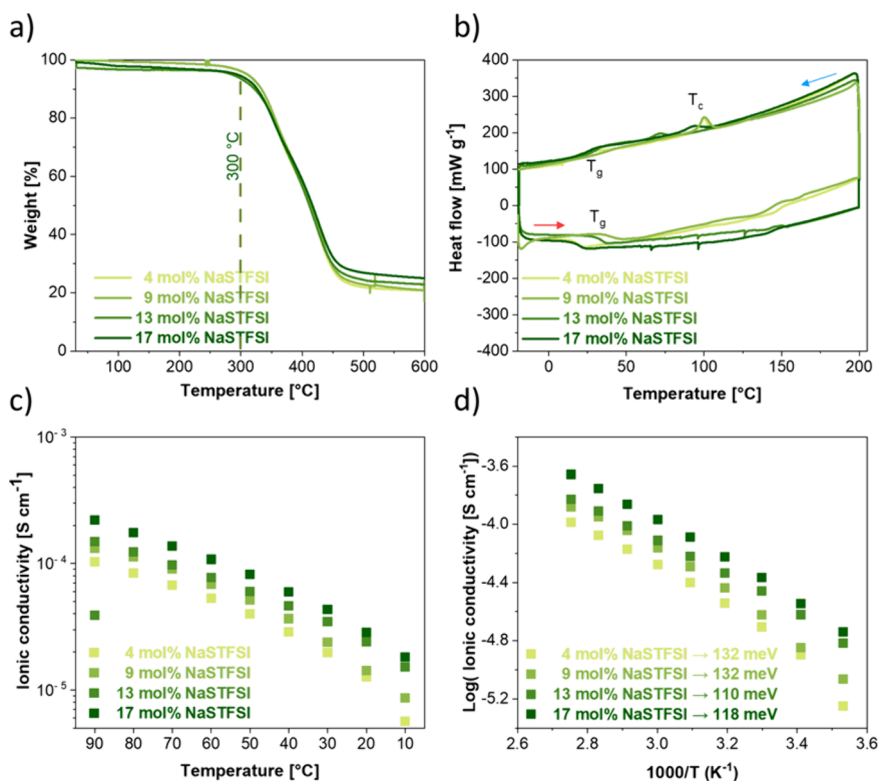 a)
100
80
60
40
20
0
Weight [%]
300 °C
4 mol% NaSTFSI
9 mol% NaSTFSI
13 mol% NaSTFSI
17 mol% NaSTFSI
100 200 300 400 500 600
Temperature [°C]
b)
400
300
200
100
0
-100
-200
-300
-400
Heat flow [mW g⁻¹]
Tc
Tg
Tg
4 mol% NaSTFSI
9 mol% NaSTFSI
13 mol% NaSTFSI
17 mol% NaSTFSI
0 50 100 150 200
Temperature [°C]
c)
10⁻³
10⁻⁴
10⁻⁵
Ionic conductivity [S cm⁻¹]
4 mol% NaSTFSI
9 mol% NaSTFSI
13 mol% NaSTFSI
17 mol% NaSTFSI
90 80 70 60 50 40 30 20 10
Temperature [°C]
d)
-3.6
-4.0
-4.4
-4.8
-5.2
Log( Ionic conductivity [S cm⁻¹])
4 mol% NaSTFSI → 132 meV
9 mol% NaSTFSI → 132 meV
13 mol% NaSTFSI → 110 meV
17 mol% NaSTFSI → 118 meV
2.6 3.0 3.4 3.8
1000/T (K⁻¹)